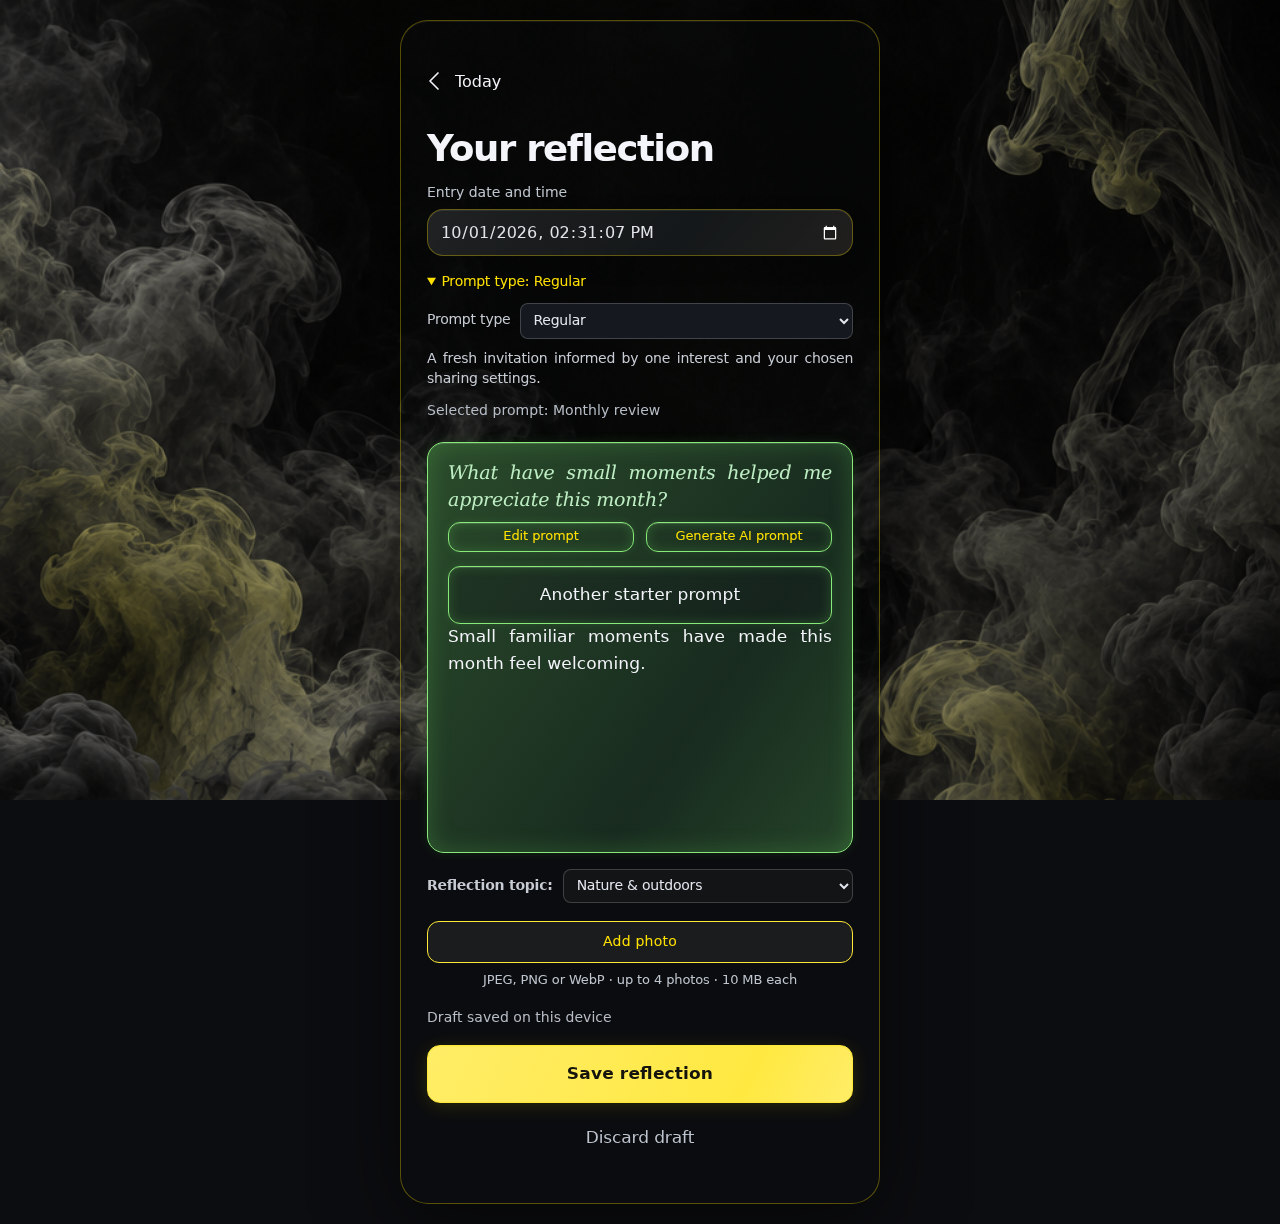 Today
Your reflection
Entry date and time
10/01/2026, 02:31:07 PM
▼ Prompt type: Regular
Prompt type Regular
A fresh invitation informed by one interest and your chosen
sharing settings.
Selected prompt: Monthly review
What have small moments helped me
appreciate this month?
Edit prompt Generate AI prompt
Another starter prompt
Small familiar moments have made this
month feel welcoming.
Reflection topic: Nature & outdoors
Add photo
JPEG, PNG or WebP · up to 4 photos · 10 MB each
Draft saved on this device
Save reflection
Discard draft